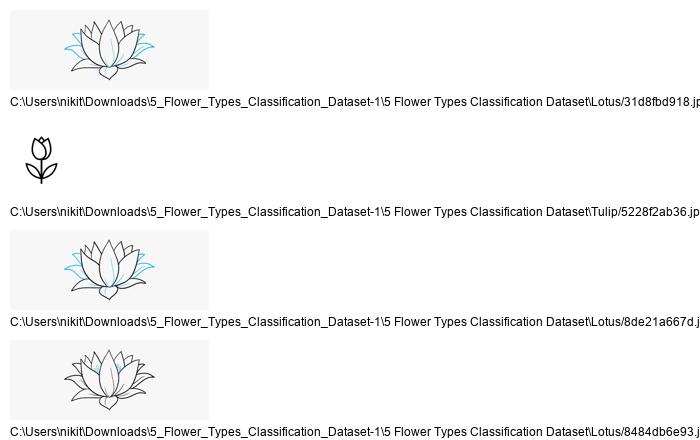 C:\Users\nikit\Downloads\5_Flower_Types_Classification_Dataset-1\5 Flower Types Classification Dataset\Lotus/31d8fbd918.jp
C:\Users\nikit\Downloads\5_Flower_Types_Classification_Dataset-1\5 Flower Types Classification Dataset\Tulip/5228f2ab36.jp
C:\Users\nikit\Downloads\5_Flower_Types_Classification_Dataset-1\5 Flower Types Classification Dataset\Lotus/8de21a667d.j
C:\Users\nikit\Downloads\5_Flower_Types_Classification_Dataset-1\5 Flower Types Classification Dataset\Lotus/8484db6e93.j